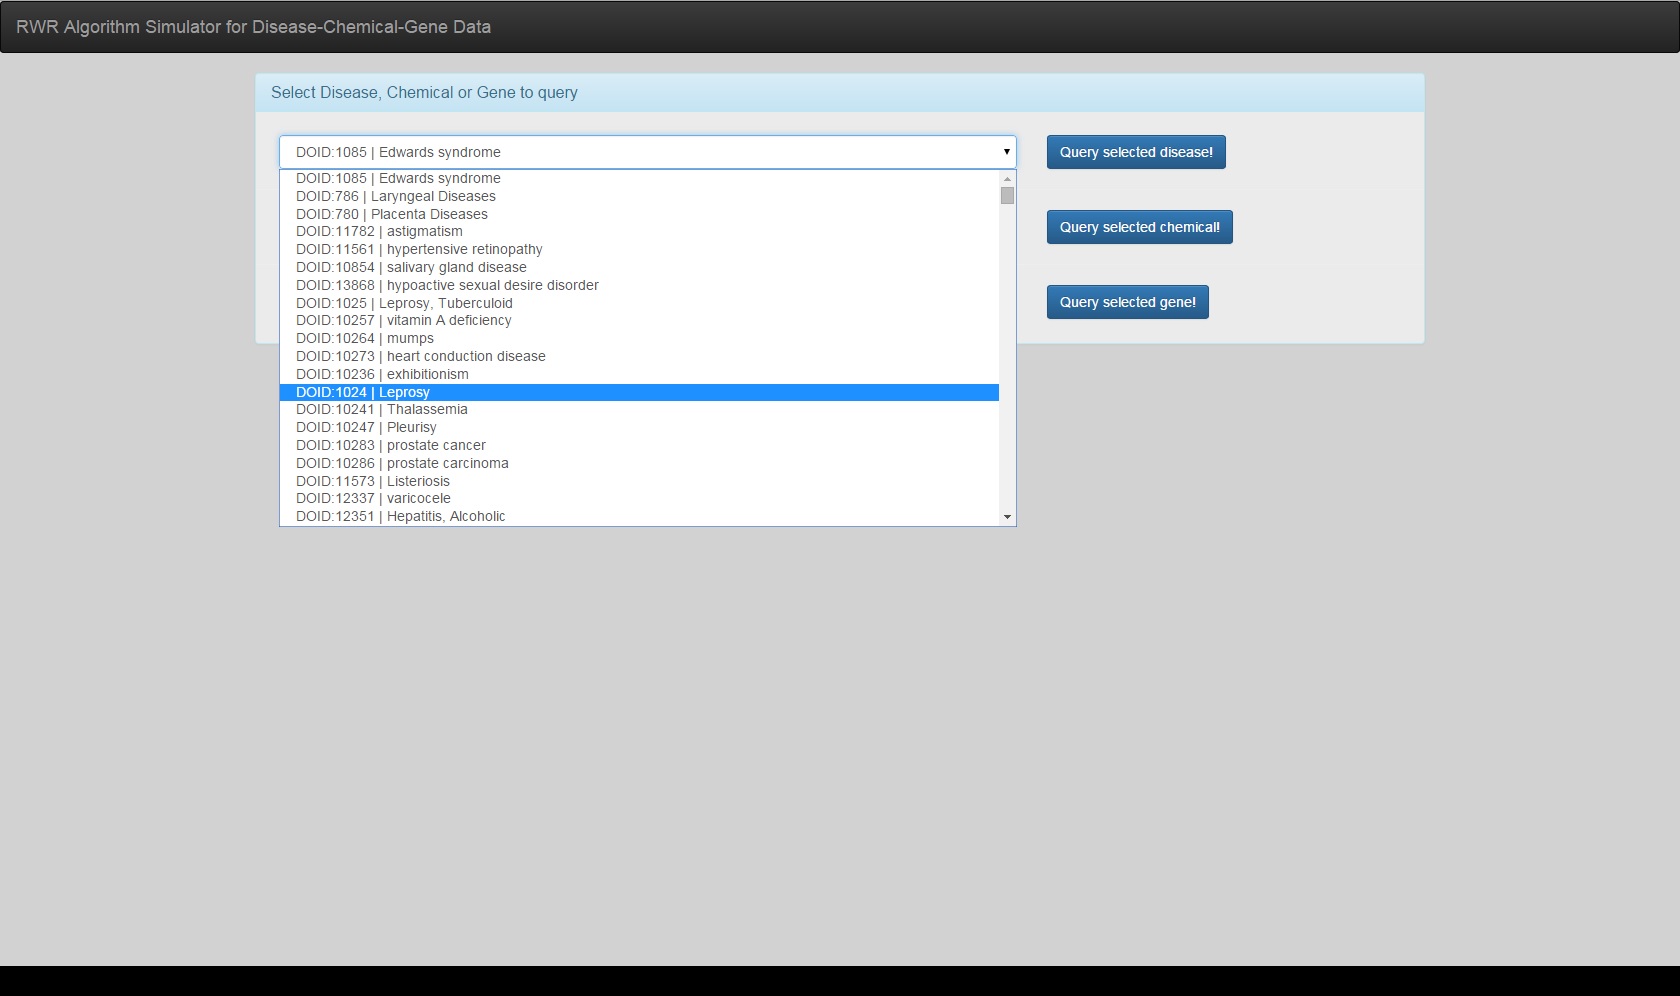 RWR Algorithm Simulator for Disease-Chemical-Gene Data
Select Disease, Chemical or Gene to query
DOID:1085 | Edwards syndrome
Query selected disease!
DOID:1085 | Edwards syndrome
DOID:786 | Laryngeal Diseases
DOID:780 | Placenta Diseases
DOID:11782 | astigmatism
Query selected chemical!
DOID:11561 | hypertensive retinopathy
DOID:10854 | salivary gland disease
DOID:13868 | hypoactive sexual desire disorder
DOID:1025 | Leprosy, Tuberculoid
Query selected gene!
DOID:10257 | vitamin A deficiency
DOID:10264 | mumps
DOID:10273 | heart conduction disease
DOID:10236 | exhibitionism
DOID:1024 | Leprosy
DOID:10241 | Thalassemia
DOID:10247 | Pleurisy
DOID:10283 | prostate cancer
DOID:10286 | prostate carcinoma
DOID:11573 | Listeriosis
DOID:12337 | varicocele
DOID:12351 | Hepatitis, Alcoholic